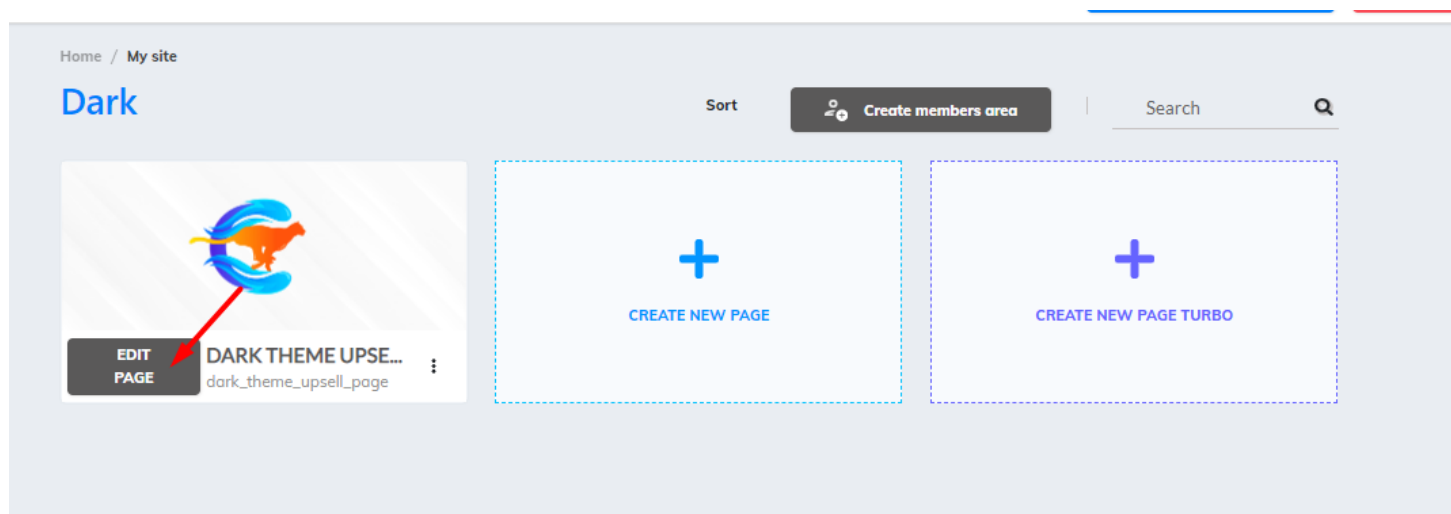 Home / My site
Dark
Sort
Create members area
Search
CREATE NEW PAGE
CREATE NEW PAGE TURBO
EDIT
PAGE
DARK THEME UPSE...
dark_theme_upsell_page